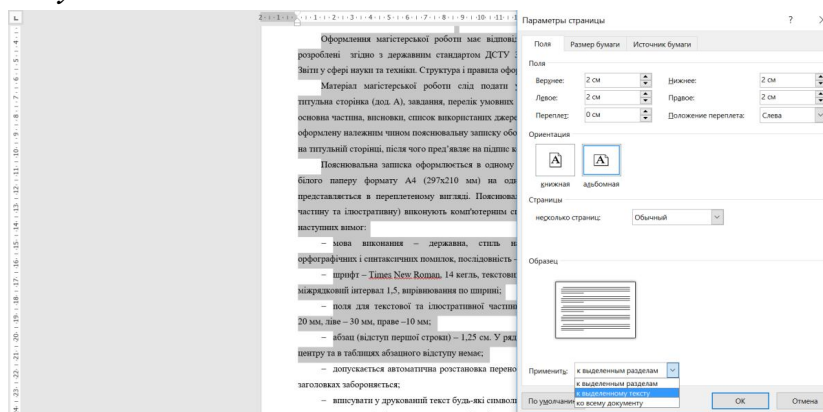 Оформлення магістерської роботи має відповід
розроблені згідно з державним стандартом ДСТУ
Звіти у сфері науки та техніки. Структура і правила офор
Матеріал магістерської роботи слід подати у
титульна сторінка (дод. А), завдання, перелік умовних
основна частина, висновки, список використаних джере
оформлену належним чином пояснювальну записку обо
на титульній сторінці, після чого пред’являє на підпис к
Пояснювальна записка оформлюється в одному
білого паперу формату А4 (297х210 мм) на одн
представляється в переплетеному вигляді. Пояснюва
частину та ілюстративну) виконують комп'ютерним с
наступних вимог:
– мова виконання – державна, стиль н
орфографічних і синтаксичних помилок, послідовність –
– шрифт – Times New Roman, 14 кегль, текстови
міжрядковий інтервал 1,5, вирівнювання по ширині;
– поля для текстової та ілюстративної частин
20 мм, ліве – 30 мм, праве –10 мм;
– абзац (відступ першої строки) – 1,25 см. У ряд
центру та в таблицях абзацного відступу немає;
– допускається автоматична розстановка перено
заголовках забороняється;
– вписувати у друкований текст будь-які символ
Параметры страницы ?
Поля Размер бумаги Источник бумаги
Поля
Верхнее: 2 см Нижнее: 2 см
Левое: 2 см Правое: 2 см
Переплет: 0 см Положение переплета: Слева
Ориентация
книжная альбомная
Страницы
несколько страниц: Обычный
Образец
Применить: к выделенным разделам
к выделенным разделам
к выделенному тексту
ко всему документу
По умолчани ОК Отмена